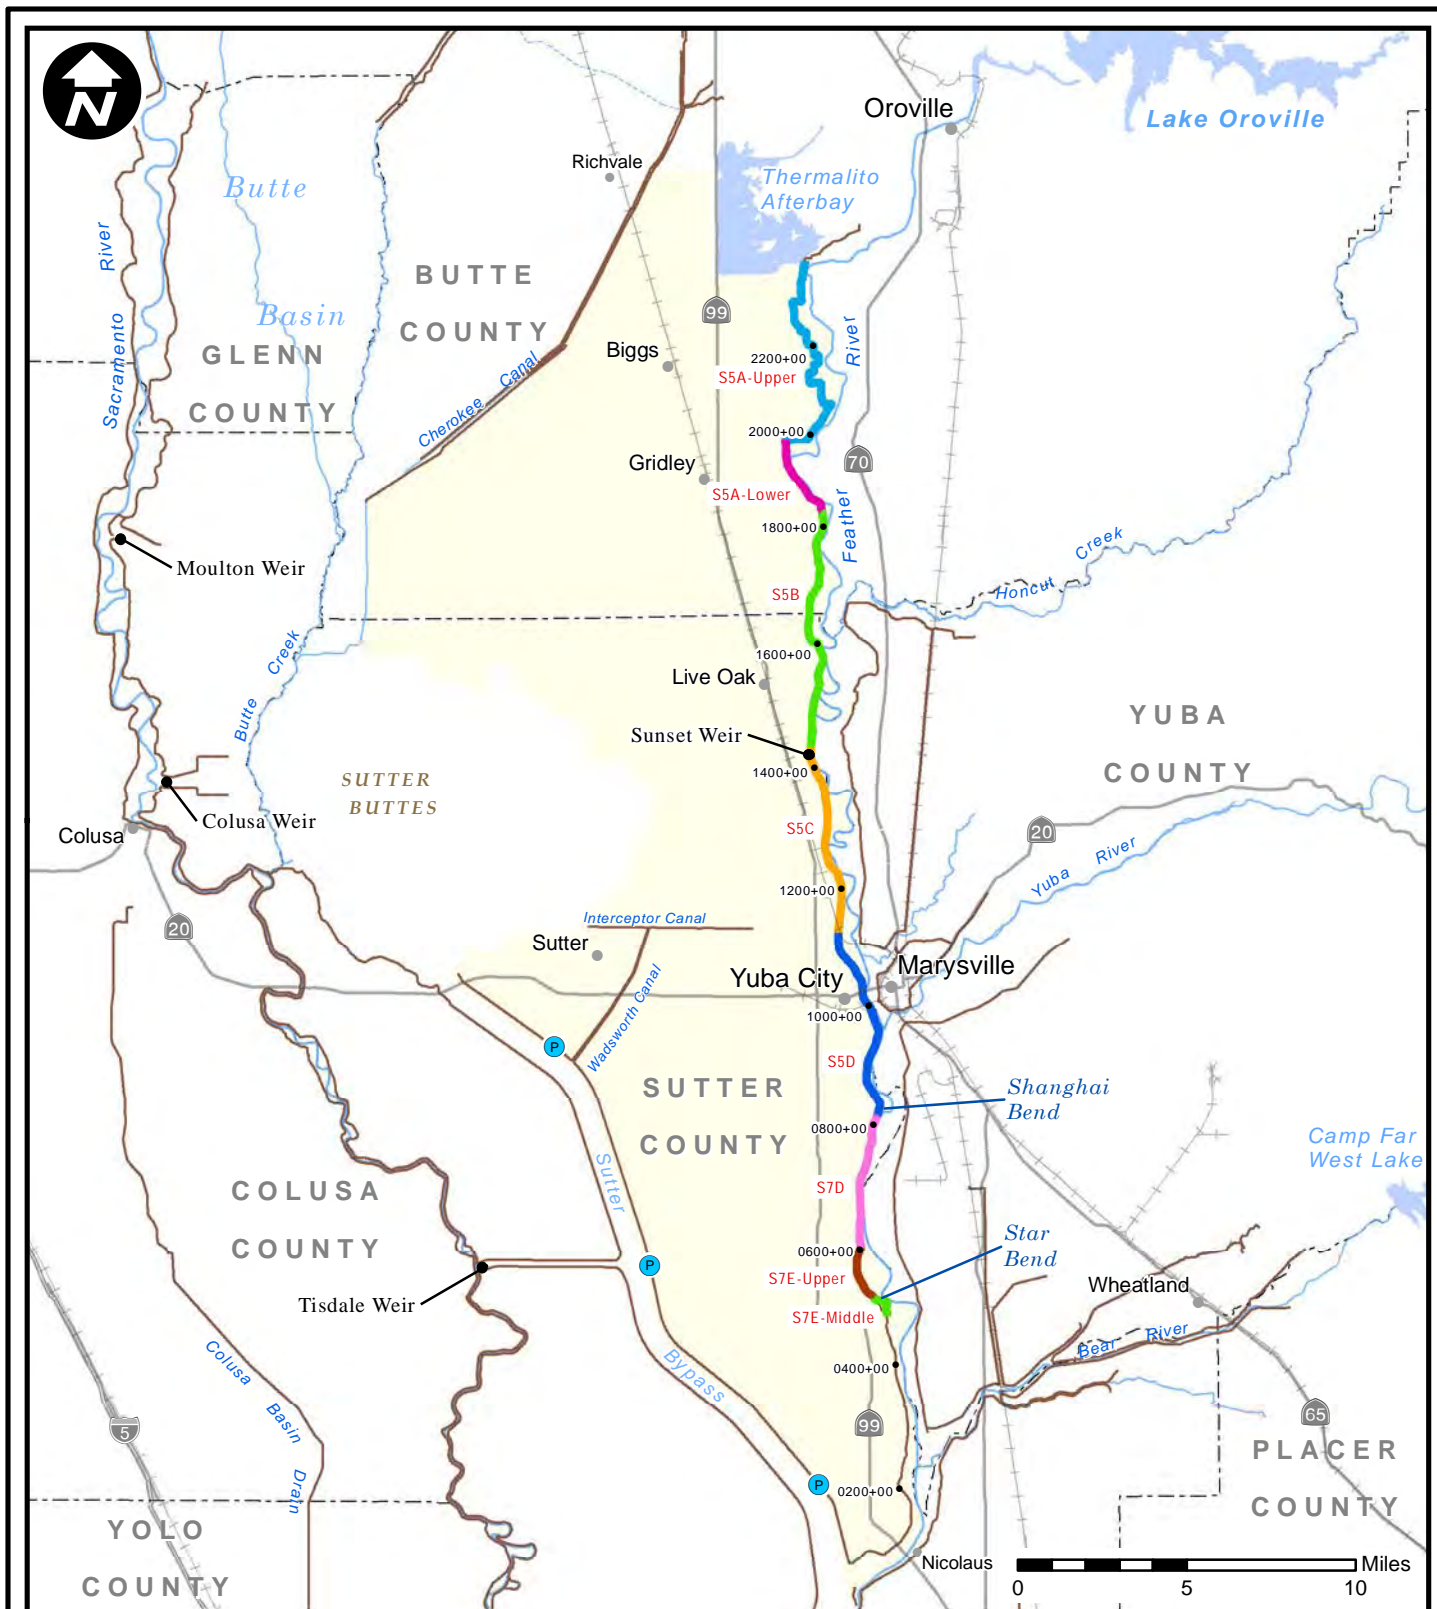 N
Oroville
Lake Oroville
Richvale
Thermalito
Afterbay
Butte
Basin
Sacramento River
BUTTE
COUNTY
99
GLENN
COUNTY
Biggs
Cherokee Canal
2200+00
S5A-Upper
River
Feather
2000+00
Gridley
70
S5A-Lower
1800+00
Moulton Weir
Honcut Creek
S5B
1600+00
Butte Creek
Live Oak
Sunset Weir
YUBA
COUNTY
1400+00
SUTTER
BUTTES
Colusa Weir
Colusa
S5C
20
Yuba River
1200+00
Interceptor Canal
20
Sutter
Wadsworth Canal
Yuba City
Marysville
1000+00
P
S5D
SUTTER
COUNTY
Shanghai
Bend
0800+00
Camp Far
West Lake
Sutter
Bypass
COLUSA
COUNTY
S7D
Star
Bend
0600+00
P
S7E-Upper
Wheatland
Tisdale Weir
S7E-Middle
Bear River
Colusa Basin Drain
0400+00
5
99
65
PLACER
COUNTY
P
0200+00
YOLO
COUNTY
Nicolaus
Miles
0 5 10